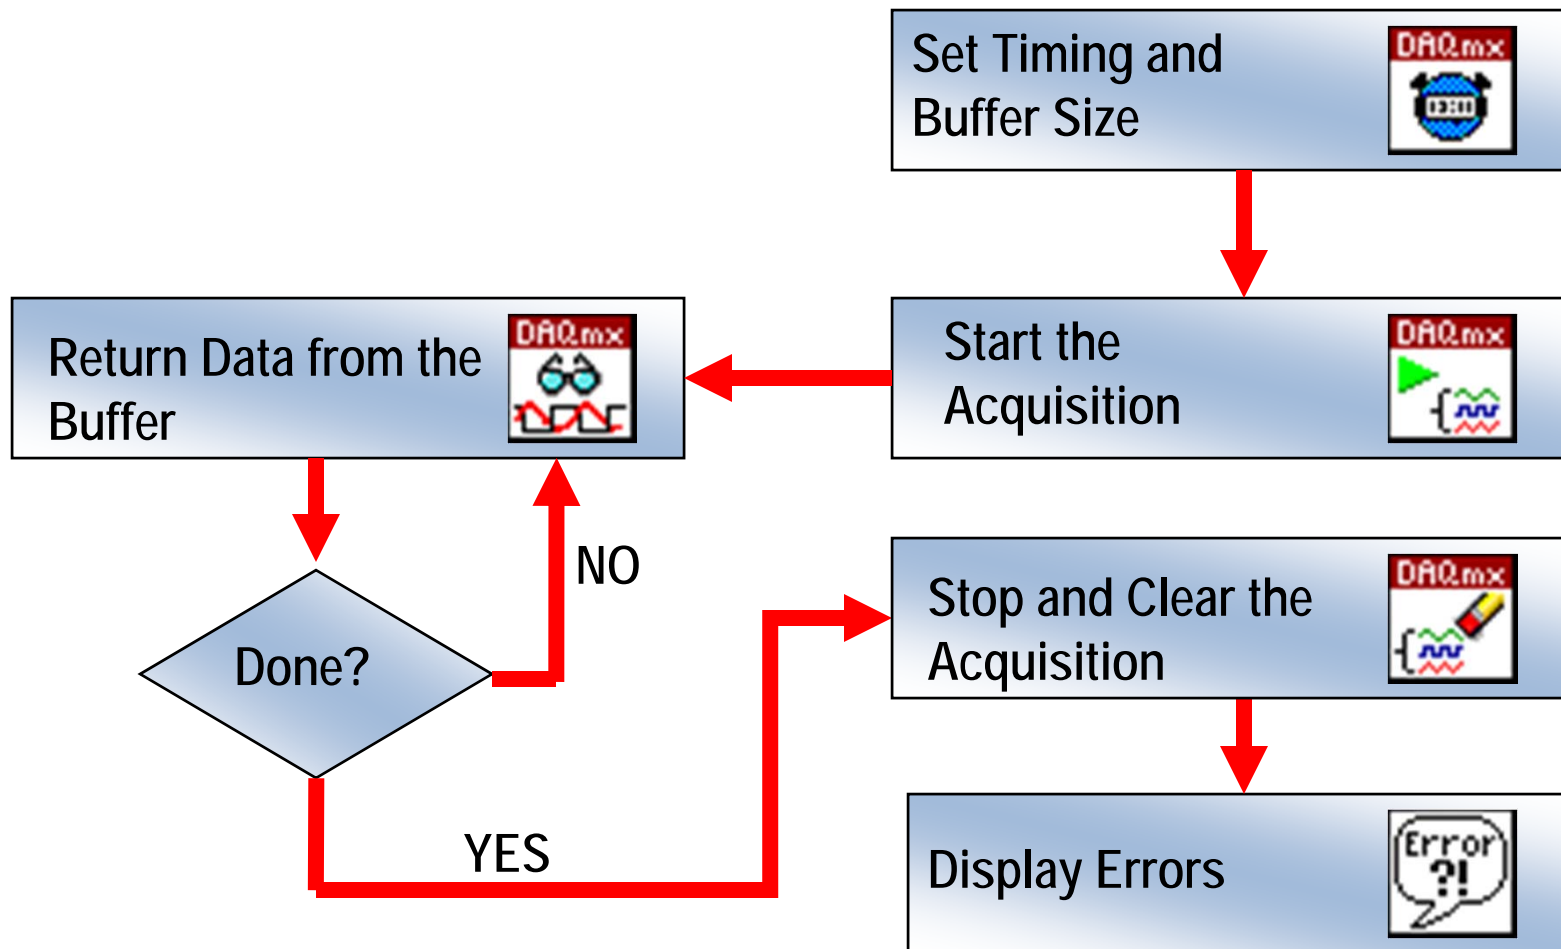 Set Timing and
Buffer Size
DAQmx
Start the
Acquisition
DAQmx
Return Data from the
Buffer
DAQmx
Done?
NO
YES
Stop and Clear the
Acquisition
DAQmx
Display Errors
Error
?!